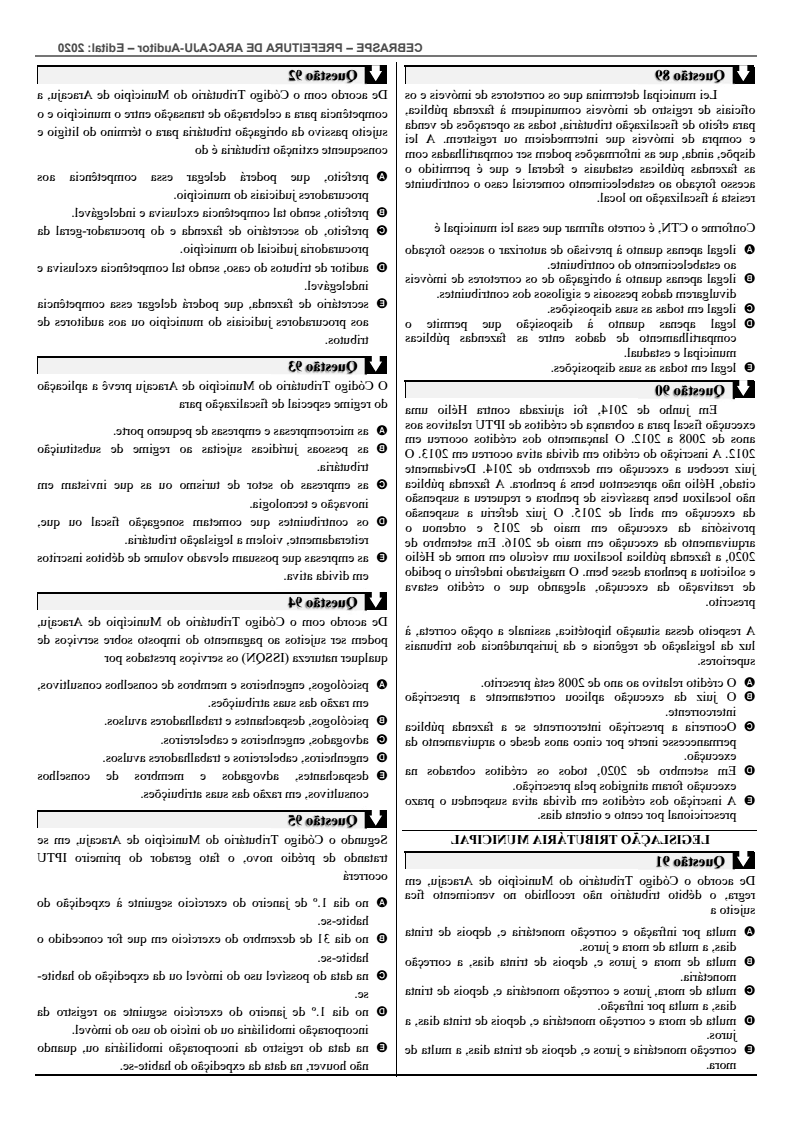 CEBRASPE – PREFEITURA DE ARACAJU-Auditor – Edital: 2020
Questão 89
Lei municipal determina que os corretores de imóveis e os
oficiais de registro de imóveis comuniquem à fazenda pública,
para efeito de fiscalização tributária, todas as operações de venda
e compra de imóveis que intermedeiem ou registem. A lei
dispõe, ainda, que as informações podem ser compartilhadas com
as fazendas públicas estaduais e federal e que é permitido o
acesso forçado ao estabelecimento comercial caso o contribuinte
resista à fiscalização no local.
Conforme o CTN, é correto afirmar que essa lei municipal é
A ilegal apenas quanto à previsão de autorizar o acesso forçado
ao estabelecimento do contribuinte.
B ilegal apenas quanto à obrigação de os corretores de imóveis
divulgarem dados pessoais e sigilosos dos contribuintes.
C ilegal em todas as suas disposições.
D legal apenas quanto à disposição que permite o
compartilhamento de dados entre as fazendas públicas
municipal e estadual.
E legal em todas as suas disposições.
Questão 90
Em junho de 2014, foi ajuizada contra Hélio uma
execução fiscal para a cobrança de créditos de IPTU relativos aos
anos de 2008 a 2012. O lançamento dos créditos ocorreu em
2012. A inscrição do crédito em dívida ativa ocorreu em 2013. O
juiz recebeu a execução em dezembro de 2014. Devidamente
citado, Hélio não apresentou bens à penhora. A fazenda pública
não localizou bens passíveis de penhora e requereu a suspensão
da execução em abril de 2015. O juiz deferiu a suspensão
provisória da execução em maio de 2015 e ordenou o
arquivamento da execução em maio de 2016. Em setembro de
2020, a fazenda pública localizou um veículo em nome de Hélio
e solicitou a penhora desse bem. O magistrado indeferiu o pedido
de reativação da execução, alegando que o crédito estava
prescrito.
A respeito dessa situação hipotética, assinale a opção correta, à
luz da legislação de regência e da jurisprudência dos tribunais
superiores.
A O crédito relativo ao ano de 2008 está prescrito.
B O juiz da execução aplicou corretamente a prescrição
intercorrente.
C Ocorreria a prescrição intercorrente se a fazenda pública
permanecesse inerte por cinco anos desde o arquivamento da
execução.
D Em setembro de 2020, todos os créditos cobrados na
execução foram atingidos pela prescrição.
E A inscrição dos créditos em dívida ativa suspendeu o prazo
prescricional por cento e oitenta dias.
LEGISLAÇÃO TRIBUTÁRIA MUNICIPAL
Questão 91
De acordo o Código Tributário do Município de Aracaju, em
regra, o débito tributário não recolhido no vencimento fica
sujeito a
A multa por infração e correção monetária e, depois de trinta
dias, a multa de mora e juros.
B multa de mora e juros e, depois de trinta dias, a correção
monetária.
C multa de mora, juros e correção monetária e, depois de trinta
dias, a multa por infração.
D multa de mora e correção monetária e, depois de trinta dias, a
juros.
E correção monetária e juros e, depois de trinta dias, a multa de
mora.
Questão 92
De acordo com o Código Tributário do Município de Aracaju, a
competência para a celebração de transação entre o município e o
sujeito passivo da obrigação tributária para o término do litígio e
consequente extinção tributária é do
A prefeito, que poderá delegar essa competência aos
procuradores judiciais do município.
B prefeito, sendo tal competência exclusiva e indelegável.
C prefeito, do secretário de fazenda e do procurador-geral da
procuradoria judicial do município.
D auditor de tributos do caso, sendo tal competência exclusiva e
indelegável.
E secretário de fazenda, que poderá delegar essa competência
aos procuradores judiciais do município ou aos auditores de
tributos.
Questão 93
O Código Tributário do Município de Aracaju prevê a aplicação
do regime especial de fiscalização para
A as microempresas e empresas de pequeno porte.
B as pessoas jurídicas sujeitas ao regime de substituição
tributária.
C as empresas do setor de turismo ou as que invistam em
inovação e tecnologia.
D os contribuintes que cometam sonegação fiscal ou que,
reiteradamente, violem a legislação tributária.
E as empresas que possuam elevado volume de débitos inscritos
em dívida ativa.
Questão 94
De acordo com o Código Tributário do Município de Aracaju,
podem ser sujeitos ao pagamento do imposto sobre serviços de
qualquer natureza (ISSQN) os serviços prestados por
A psicólogos, engenheiros e membros de conselhos consultivos,
em razão das suas atribuições.
B psicólogos, despachantes e trabalhadores avulsos.
C advogados, engenheiros e cabeleireiros.
D engenheiros, cabeleireiros e trabalhadores avulsos.
E despachantes, advogados e membros de conselhos
consultivos, em razão das suas atribuições.
Questão 95
Segundo o Código Tributário do Município de Aracaju, em se
tratando de prédio novo, o fato gerador do primeiro IPTU
ocorrerá
A no dia 1.º de janeiro do exercício seguinte à expedição do
habite-se.
B no dia 31 de dezembro do exercício em que for concedido o
habite-se.
C na data do possível uso do imóvel ou da expedição do habite-
se.
D no dia 1.º de janeiro do exercício seguinte ao registro da
incorporação imobiliária ou do início do uso do imóvel.
E na data do registro da incorporação imobiliária ou, quando
não houver, na data da expedição do habite-se.